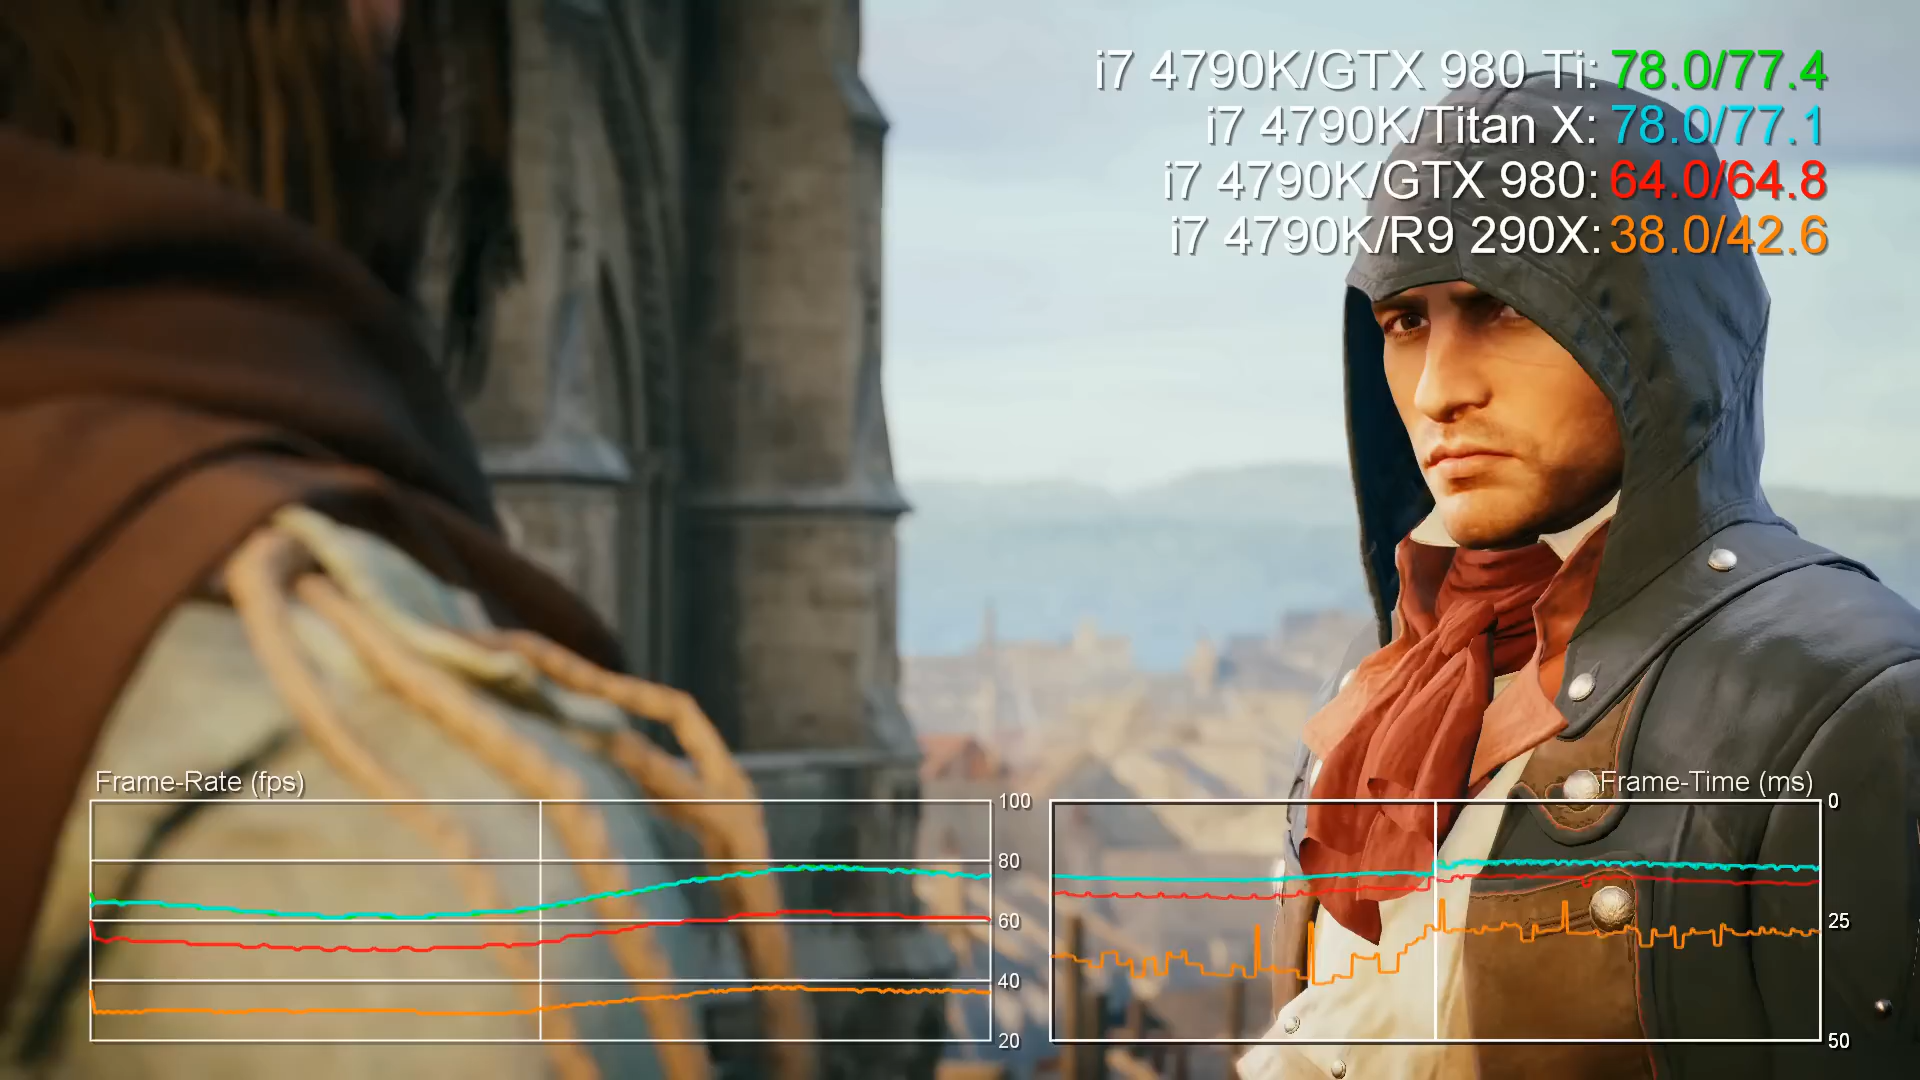 i7 4790K/GTX 980 Ti: 78.0/77.4
i7 4790K/Titan X: 78.0/77.1
i7 4790K/GTX 980: 64.0/64.8
i7 4790K/R9 290X: 38.0/42.6
Frame-Rate (fps)
100
80
60
40
20
Frame-Time (ms)
0
25
50